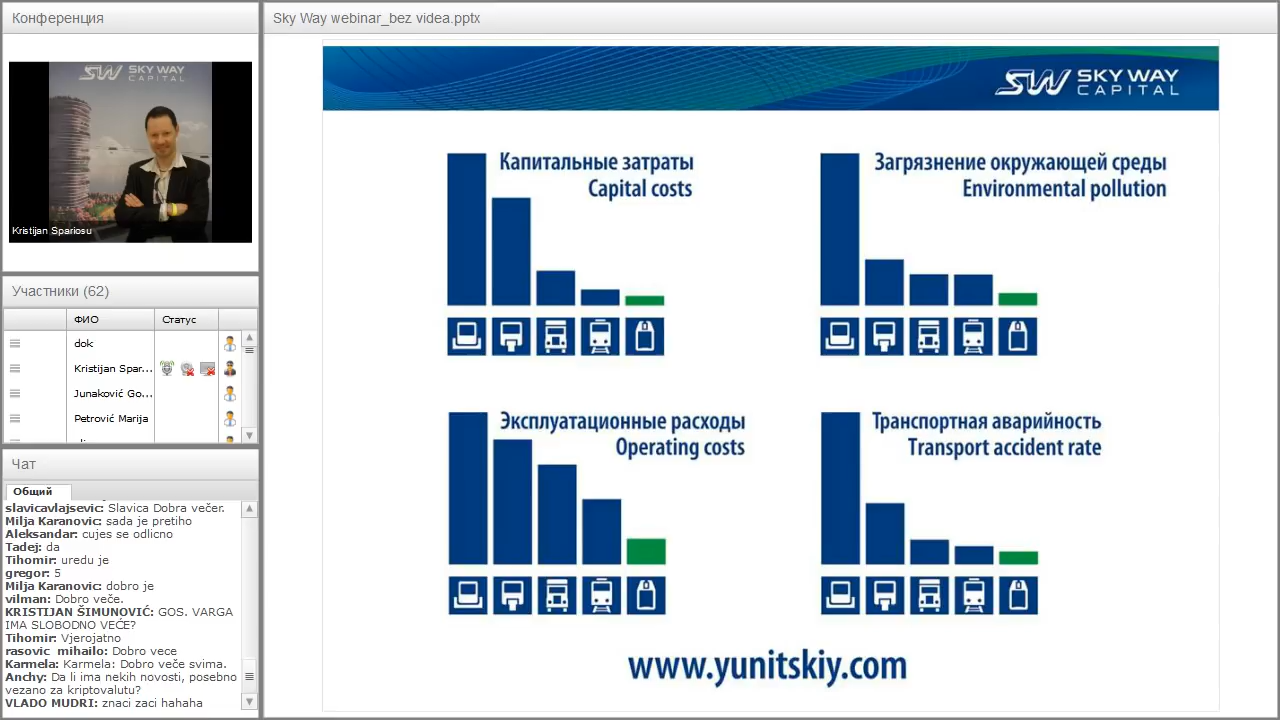 Конференция
SKY WAY
CAPITAL
Kristijan Spariosu
Участники (62)
ФИО Статус
dok
Kristijan Spar...
Junaković Go...
Petrović Marija
Чат
Общий
slavicavlajsevic: Slavica Dobra večer.
Milja Karanovic: sada je pretiho
Aleksandar: cujes se odlicno
Tadej: da
Tihomir: uredu je
gregor: 5
Milja Karanovic: dobro je
vilman: Dobro veče.
KRISTIJAN ŠIMUNOVIĆ: GOS. VARGA
IMA SLOBODNO VEĆE?
Tihomir: Vjerojatno
rasovic_mihailo: Dobro vece
Karmela: Karmela: Dobro veče svima.
Anchy: Da li ima nekih novosti, posebno
vezano za kriptovalutu?
VLADO MUDRI: znaci zaci hahaha
Sky Way webinar_bez videa.pptx
SW SKY WAY
CAPITAL
Капитальные затраты
Capital costs
Загрязнение окружающей среды
Environmental pollution
Эксплуатационные расходы
Operating costs
Транспортная аварийность
Transport accident rate
www.yunitskiy.com